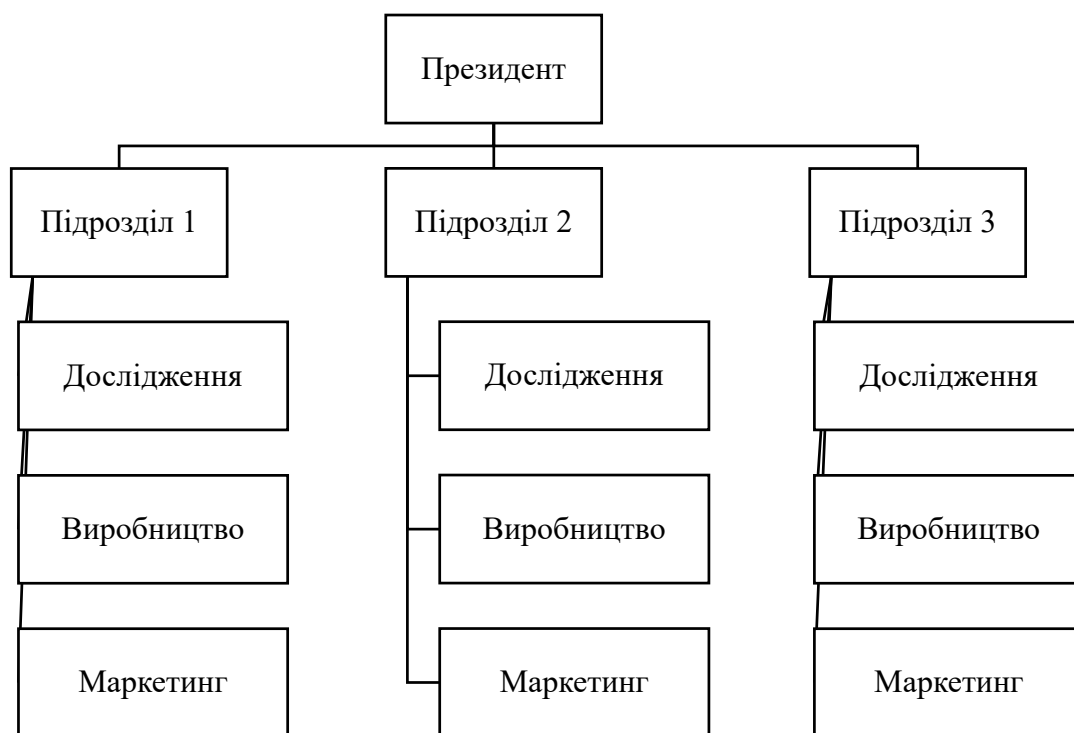 Президент
Підрозділ 1
Підрозділ 2
Підрозділ 3
Дослідження
Дослідження
Дослідження
Виробництво
Виробництво
Виробництво
Маркетинг
Маркетинг
Маркетинг